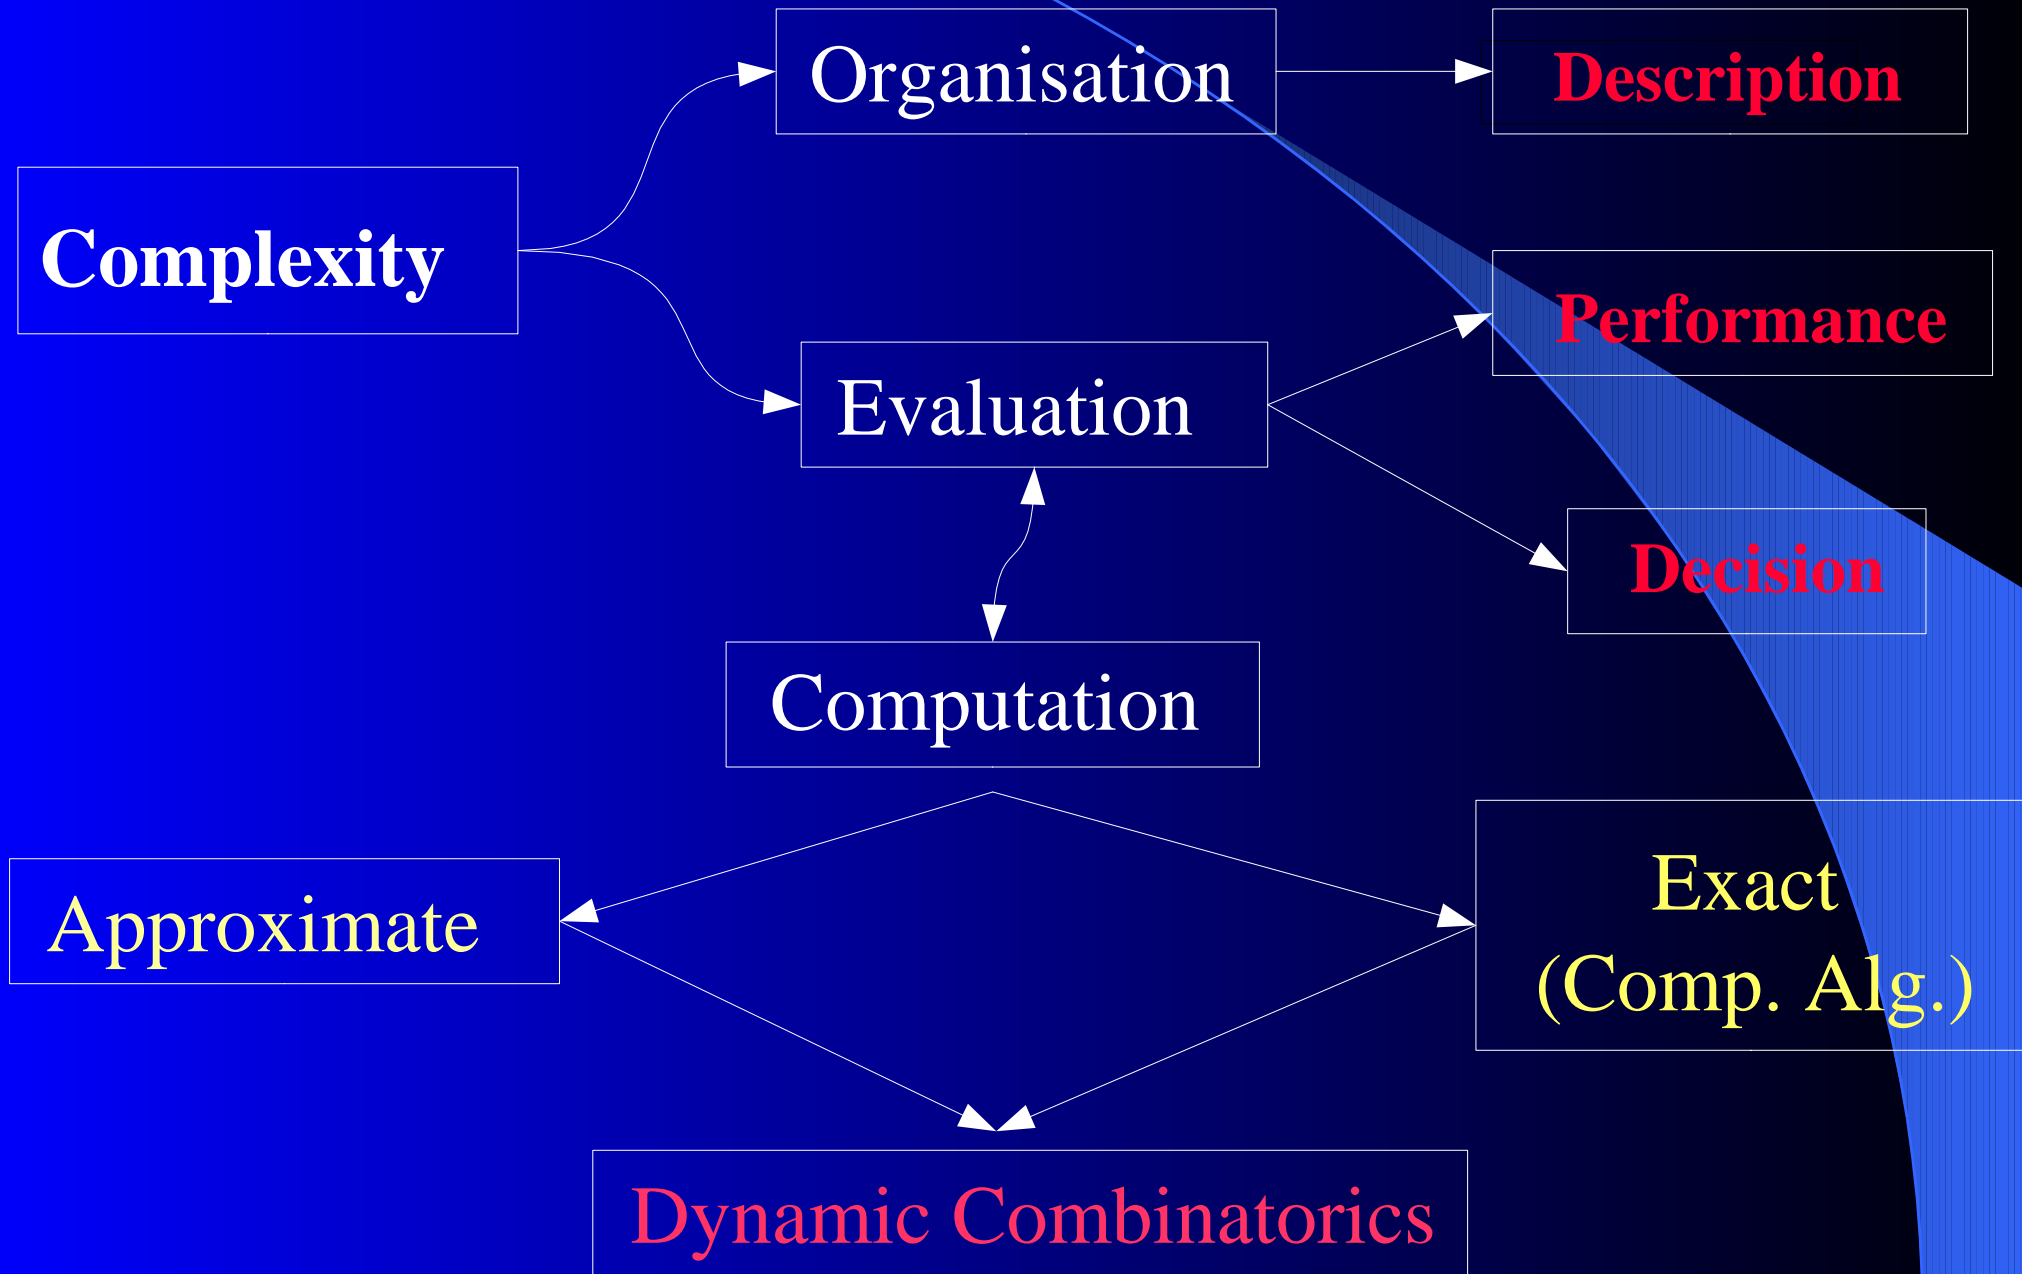 Organisation
Description
Complexity
Performance
Evaluation
Decision
Computation
Approximate
Exact
(Comp. Alg.)
Dynamic Combinatorics